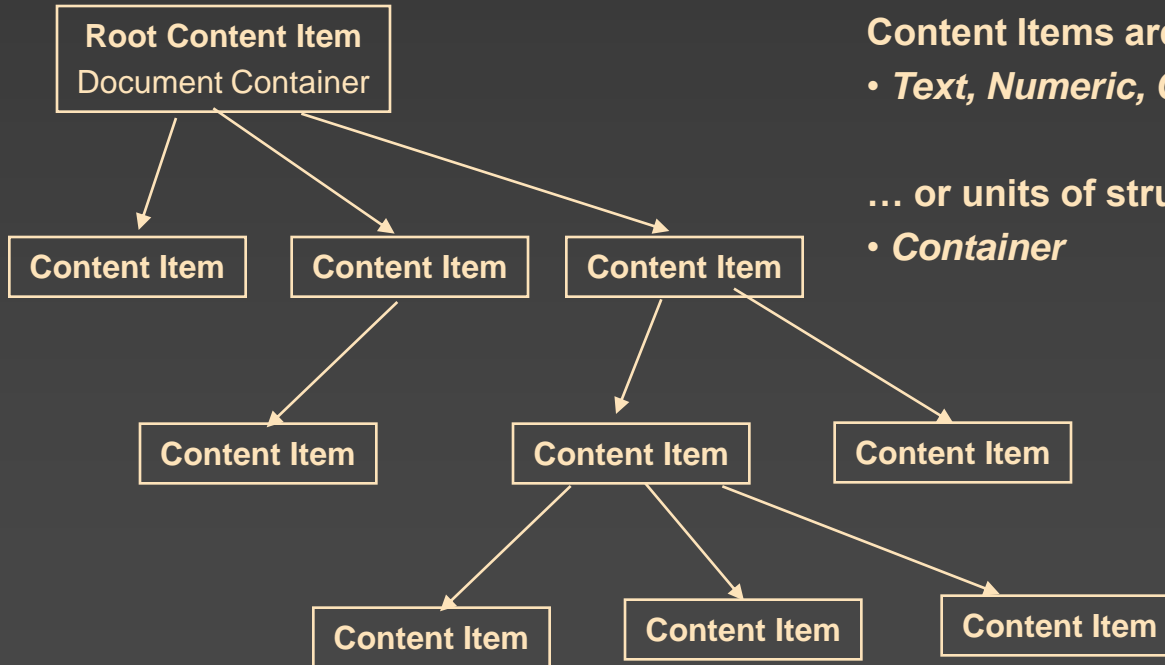 Root Content Item
Document Container
Content Items are
• Text, Numeric,
… or units of
• Container
Content Item
Content Item
Content Item
Content Item
Content Item
Content Item
Content Item
Content Item
Content Item